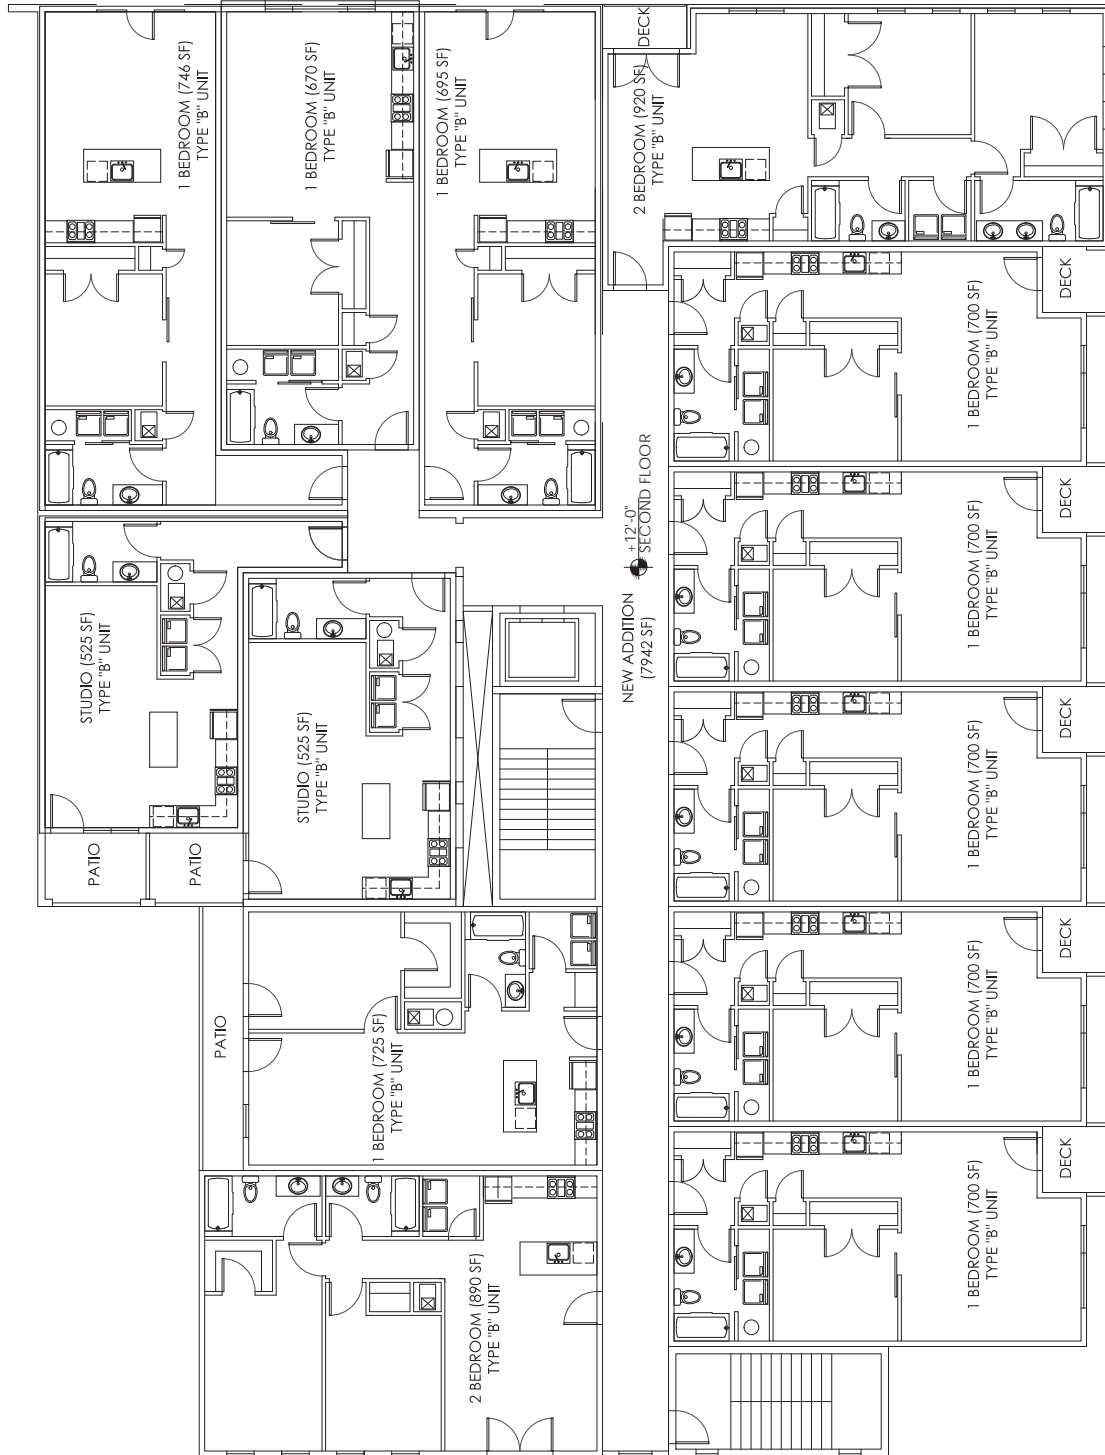 1 BEDROOM (746 SF)
TYPE "B" UNIT
1 BEDROOM (670 SF)
TYPE "B" UNIT
1 BEDROOM (695 SF)
TYPE "B" UNIT
DECK
2 BEDROOM (920 SF)
TYPE "B" UNIT
DECK
1 BEDROOM (700 SF)
TYPE "B" UNIT
DECK
1 BEDROOM (700 SF)
TYPE "B" UNIT
+12'-0"
SECOND FLOOR
NEW ADDITION
(7942 SF)
STUDIO (525 SF)
TYPE "B" UNIT
STUDIO (525 SF)
TYPE "B" UNIT
DECK
1 BEDROOM (700 SF)
TYPE "B" UNIT
PATIO
PATIO
DECK
1 BEDROOM (700 SF)
TYPE "B" UNIT
PATIO
1 BEDROOM (725 SF)
TYPE "B" UNIT
DECK
1 BEDROOM (700 SF)
TYPE "B" UNIT
2 BEDROOM (890 SF)
TYPE "B" UNIT